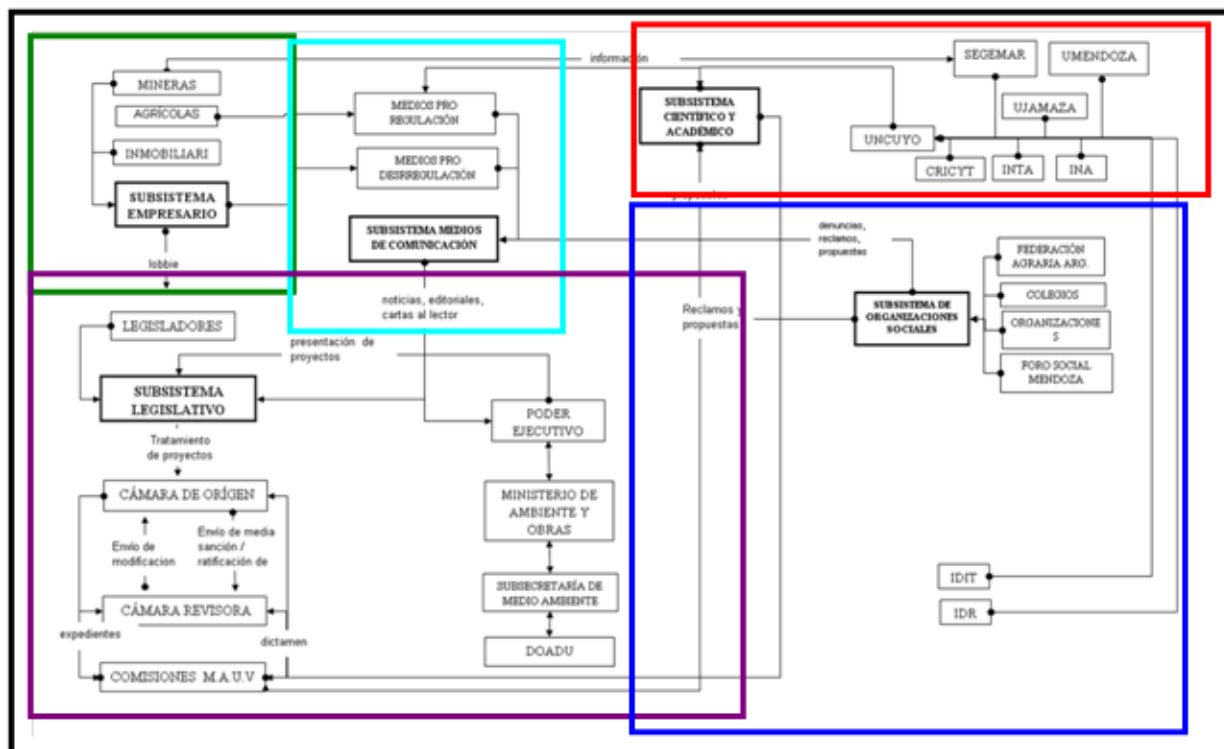 MINERAS
AGRÍCOLAS
INMOBILIARI
SUBSISTEMA
EMPRESARIO
lobbie
MEDIOS PRO
REGULACIÓN
MEDIOS PRO
DESRREGULACIÓN
SUBSISTEMA MEDIOS
DE COMUNICACIÓN
noticias, editoriales,
cartas al lector
información
SUBSISTEMA
CIENTÍFICO Y
ACADÉMICO
SEGEMAR
UMENDOZA
UJAMAZA
UNCUYO
CRICYT
INTA
INA
propuestas
denuncias,
reclamos,
propuestas
FEDERACIÓN
AGRARIA ARG.
COLEGIOS
ORGANIZACIONE
S
FORO SOCIAL
MENDOZA
SUBSISTEMA DE
ORGANIZACIONES
SOCIALES
Reclamos y
propuestas
IDIT
IDR
LEGISLADORES
presentación de
proyectos
SUBSISTEMA
LEGISLATIVO
Tratamiento
de proyectos
CÁMARA DE ORÍGEN
Envío de
modificacion
Envío de media
sanción /
ratificación de
CÁMARA REVISORA
expedientes
dictamen
COMISIONES M.A.U.V
PODER
EJECUTIVO
MINISTERIO DE
AMBIENTE Y
OBRAS
SUBSECRETARÍA DE
MEDIO AMBIENTE
DOADU